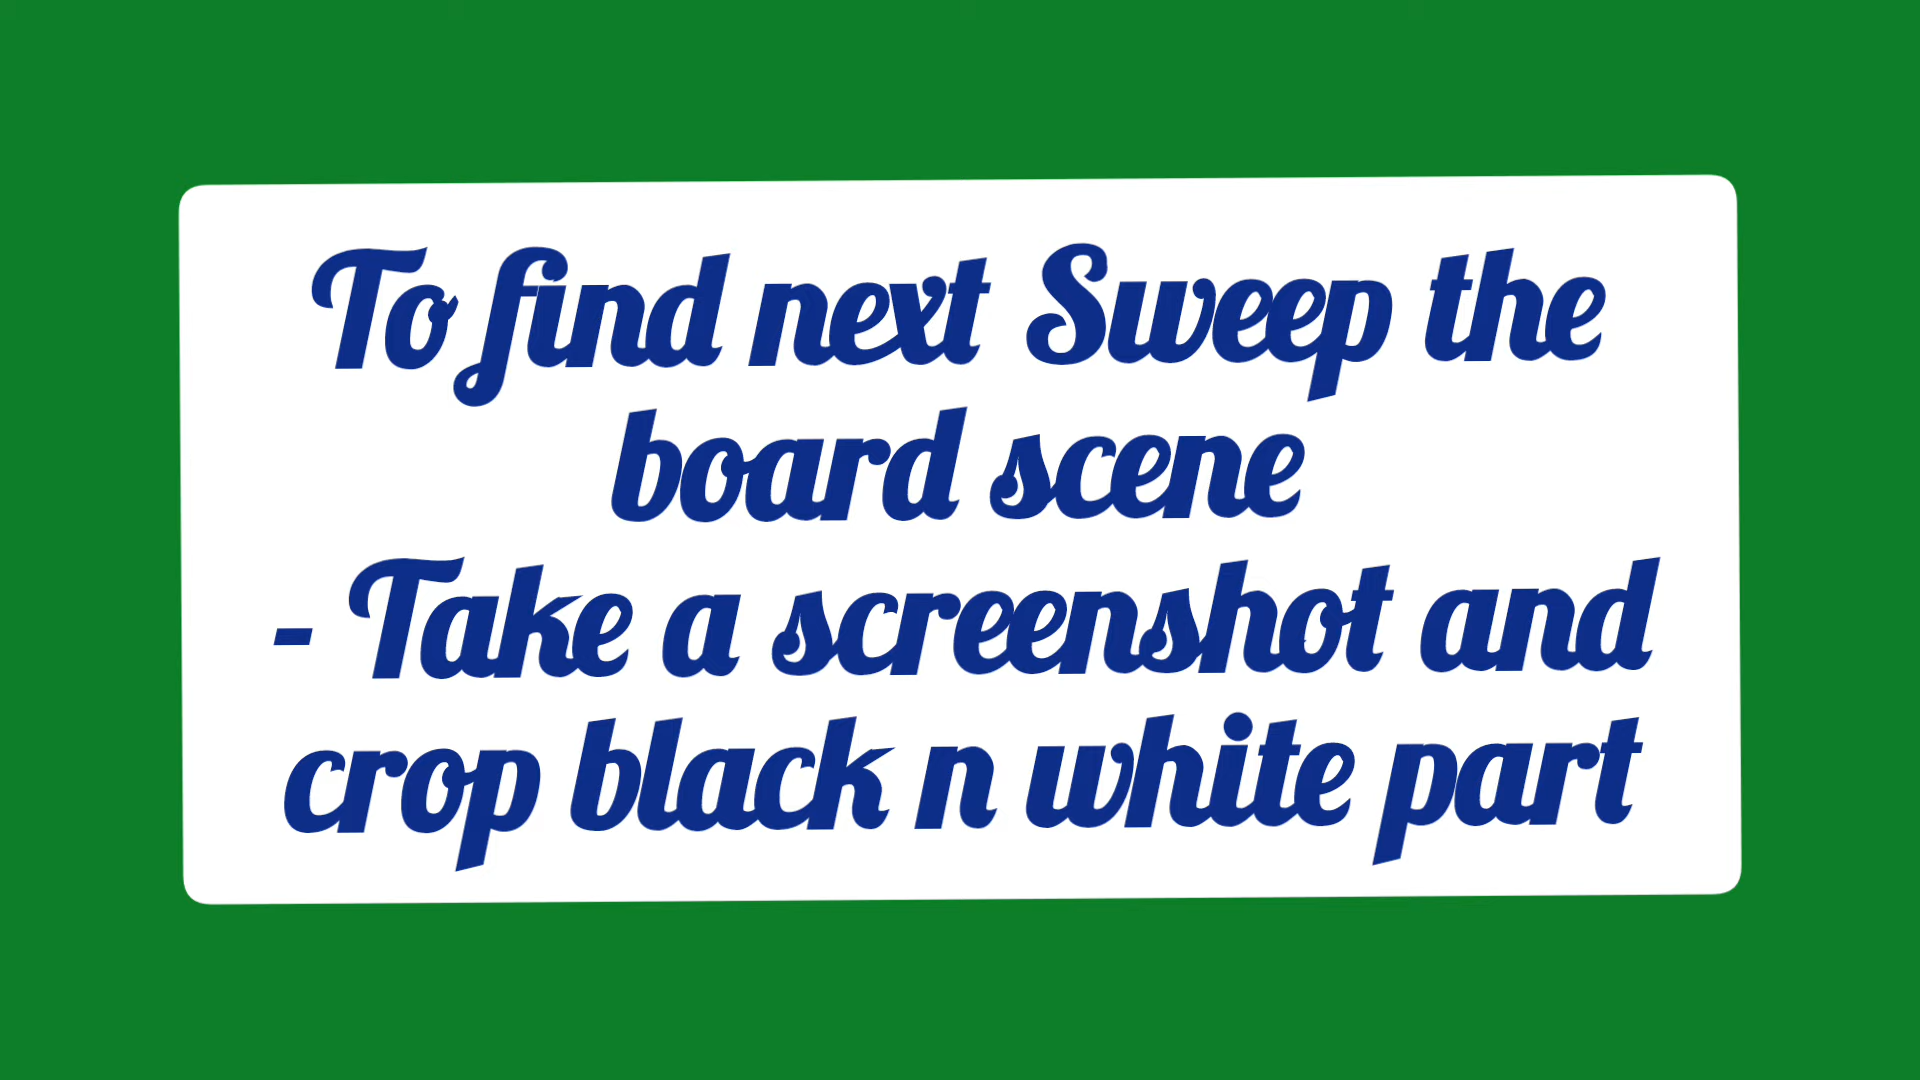 To find next Sweep the
board scene
- Take a screenshot and
crop black n white part